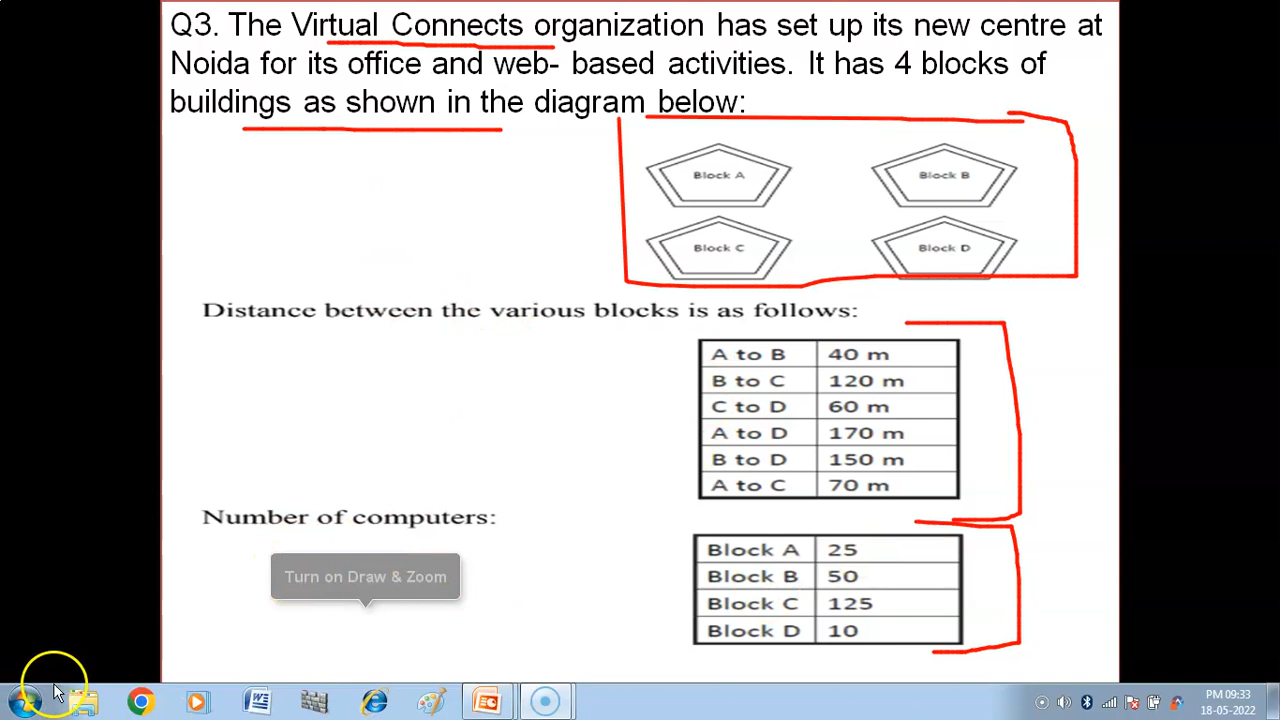 Q3. The Virtual Connects organization has set up its new centre at
Noida for its office and web- based activities. It has 4 blocks of
buildings as shown in the diagram below:
Block A
Block B
Block C
Block D
Distance between the various blocks is as follows:
A to B 40 m
B to C 120 m
C to D 60 m
A to D 170 m
B to D 150 m
A to C 70 m
Number of computers:
Block A 25
Block B 50
Block C 125
Block D 10
Turn on Draw & Zoom
PM 09:33
18-05-2022